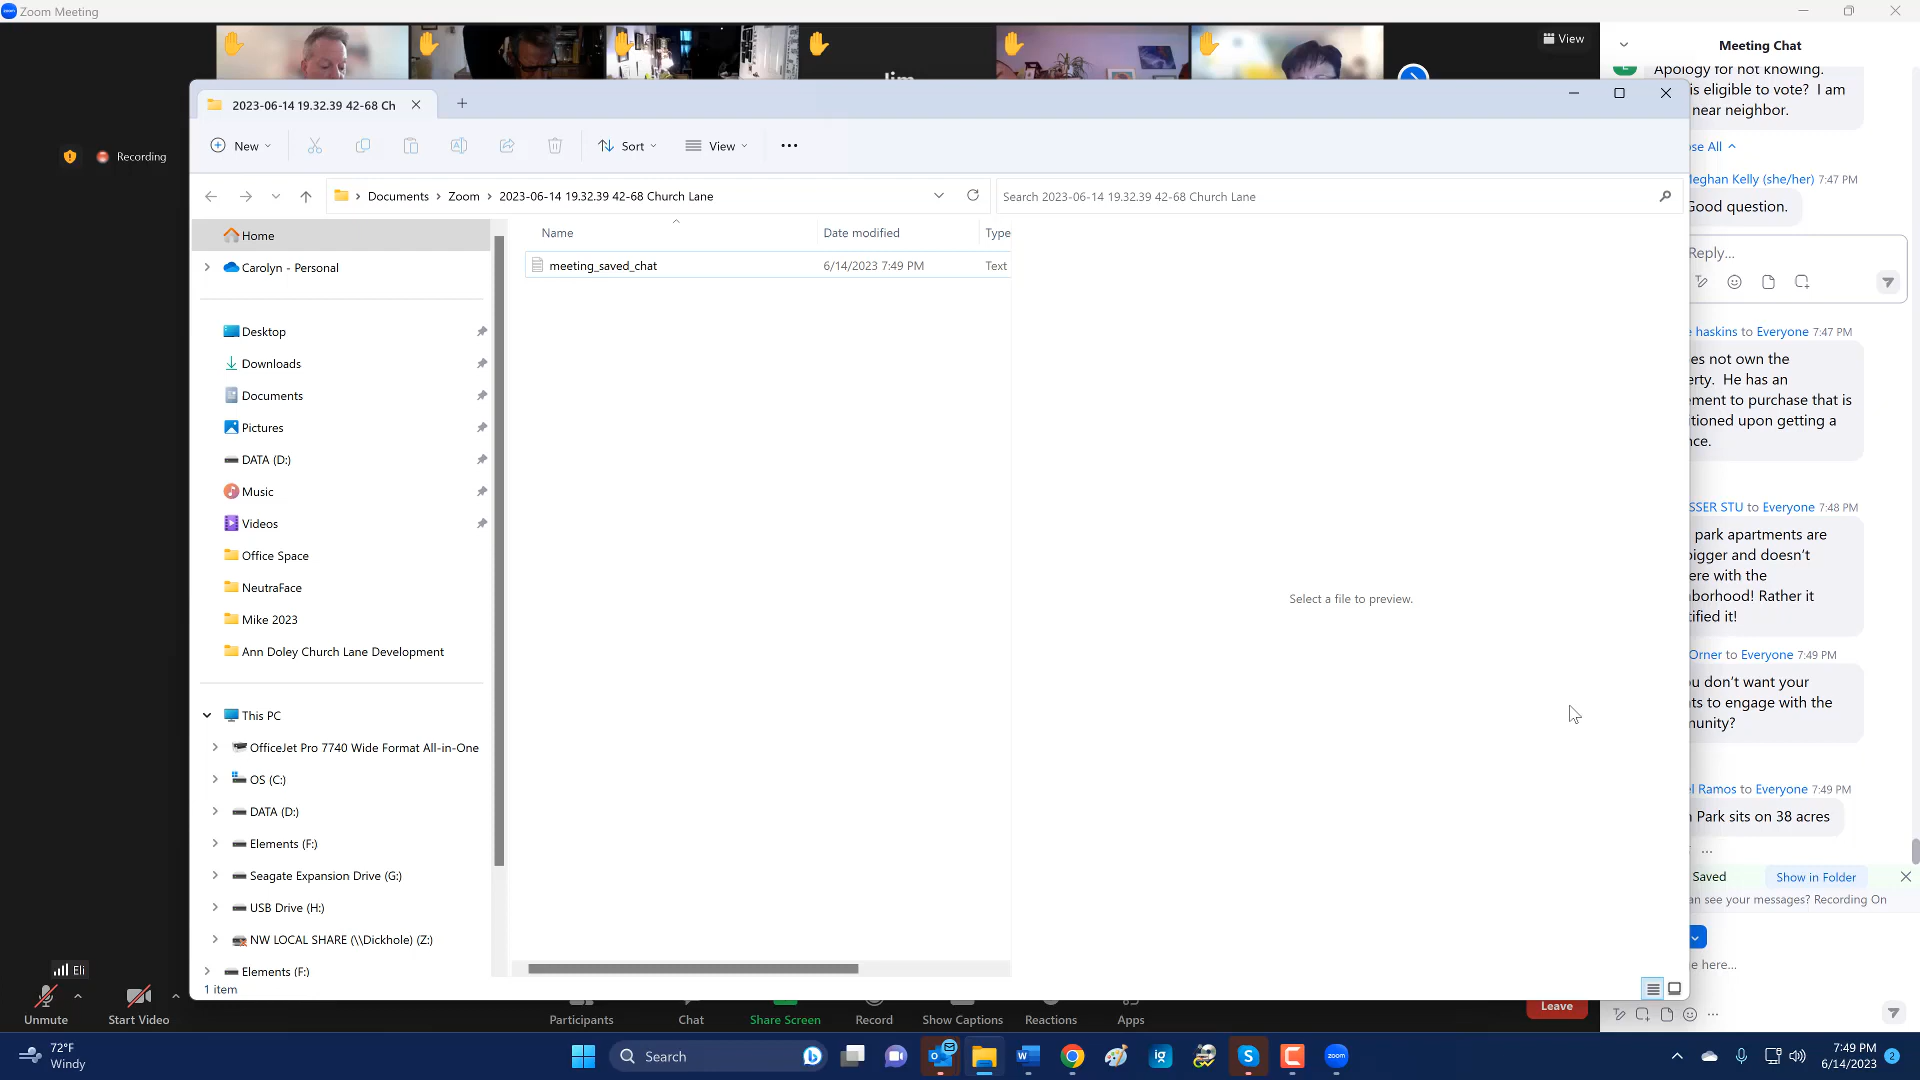 Zoom Meeting
View
Meeting Chat
Apology for not knowing.
is eligible to vote? I am
near neighbor.
Recording
2023-06-14 19.32.39 42-68 Ch
New
Sort
View
Documents
Zoom
2023-06-14 19.32.39 42-68 Church Lane
Search 2023-06-14 19.32.39 42-68 Church Lane
Name
Date modified
Type
meeting_saved_chat
6/14/2023 7:49 PM
Text
Select a file to preview.
Home
Carolyn - Personal
Desktop
Downloads
Documents
Pictures
DATA (D:)
Music
Videos
Office Space
NeutraFace
Mike 2023
Ann Doley Church Lane Development
This PC
OfficeJet Pro 7740 Wide Format All-in-One
OS (C:)
DATA (D:)
Elements (F:)
Seagate Expansion Drive (G:)
USB Drive (H:)
NW LOCAL SHARE (\\Dickhole) (Z:)
Elements (F:)
1 item
ose All
Meghan Kelly (she/her) 7:47 PM
Good question.
Reply...
haskins to Everyone 7:47 PM
es not own the
erty. He has an
ement to purchase that is
tioned upon getting a
nce.
SSER STU to Everyone 7:48 PM
park apartments are
igger and doesn't
ere with the
borhood! Rather it
tified it!
Orner to Everyone 7:49 PM
u don't want your
ts to engage with the
munity?
l Ramos to Everyone 7:49 PM
Park sits on 38 acres
Saved
Show in Folder
an see your messages? Recording On
e here...
Eli
Unmute
Start Video
Participants
Chat
Share Screen
Record
Show Captions
Reactions
Apps
Leave
72°F
Windy
Search
7:49 PM
6/14/2023
2